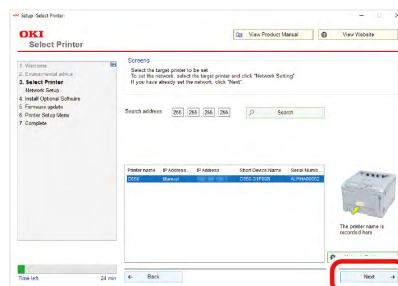 Setup -Select Printer-
OKI
Select Printer
View Product Manual
View Website
1. Welcome
2. Environmental advice
3. Select Printer
Network Setup
4. Install Optional Software
5. Firmware update
6. Printer Setup Menu
7. Complete
Screens
Select the target printer to be set
To set the network, select the target printer and click "Network Setting"
If you have already set the network, click "Next".
Search address
255 255 255 255
Search
Printer name IP Address... IP Address Short Device Name Serial Numb...
Manual
The printer name is
recorded here
Time left 24 min
Back
Next